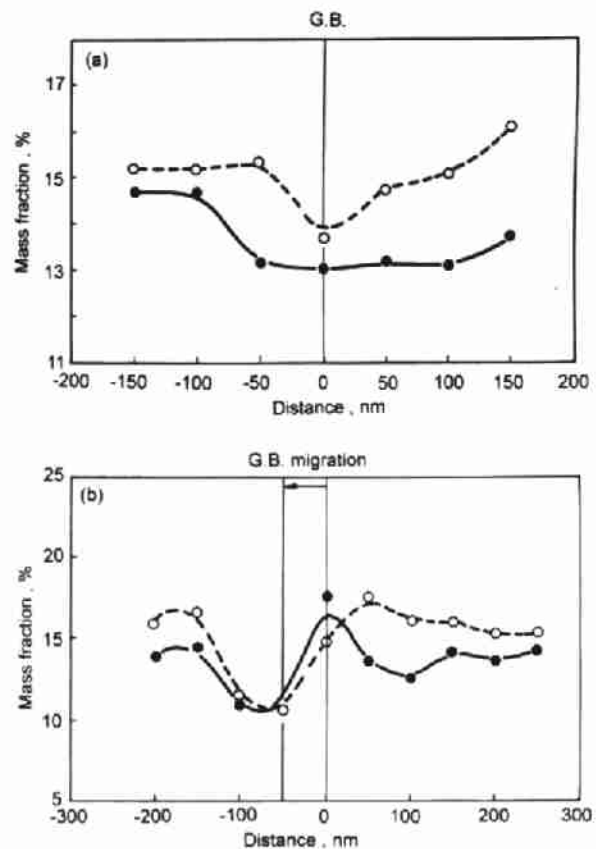 G.B.
(a)
17
15
13
11
Mass fraction , %
-200 -150 -100 -50 0 50 100 150 200
Distance , nm
G.B. migration
(b)
25
20
15
10
5
Mass fraction , %
-300 -200 -100 0 100 200 300
Distance , nm